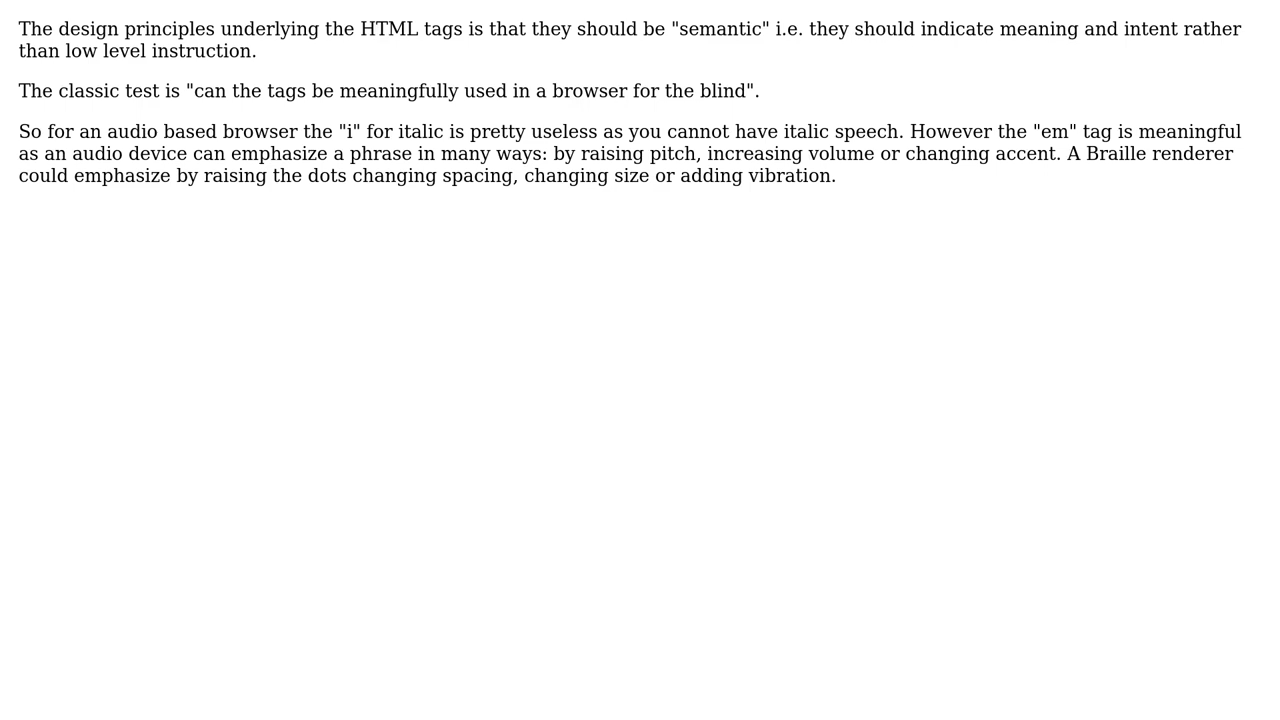 The design principles underlying the HTML tags is that they should be "semantic" i.e. they should indicate meaning and intent rather
than low level instruction.
The classic test is "can the tags be meaningfully used in a browser for the blind".
So for an audio based browser the "i" for italic is pretty useless as you cannot have italic speech. However the "em" tag is meaningful
as an audio device can emphasize a phrase in many ways: by raising pitch, increasing volume or changing accent. A Braille renderer
could emphasize by raising the dots changing spacing, changing size or adding vibration.